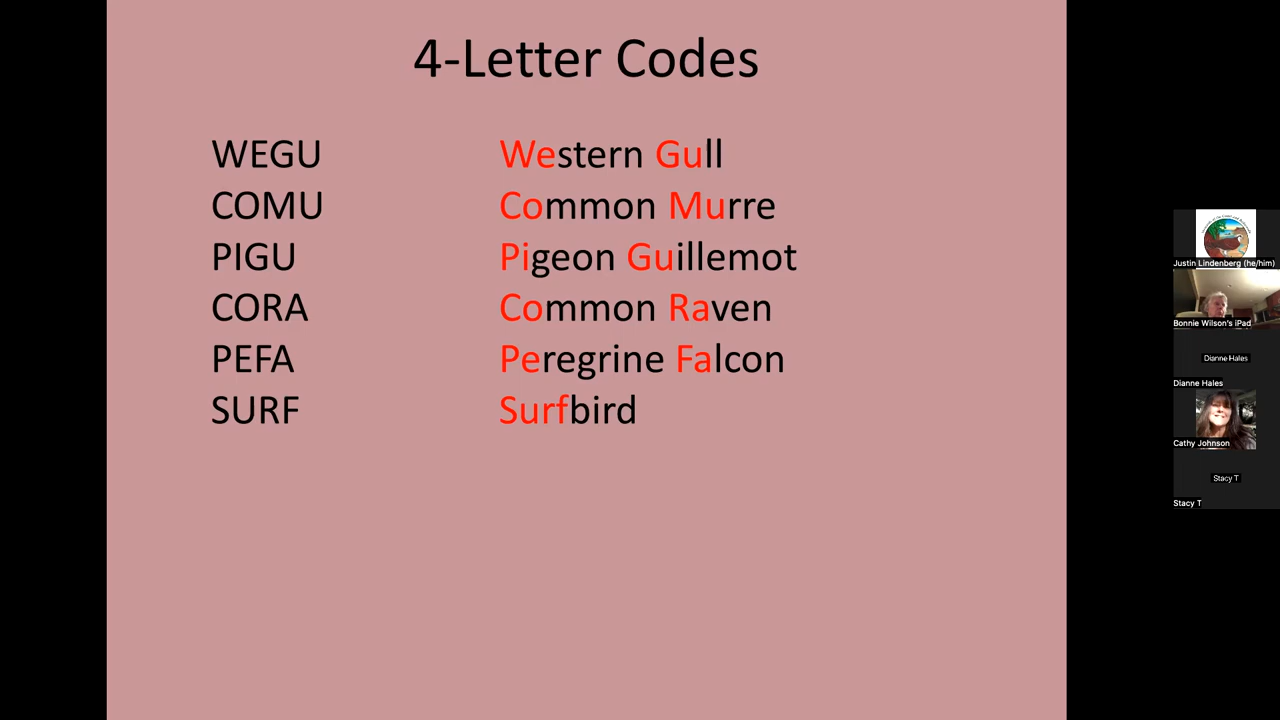 4-Letter Codes
WEGU Western Gull
COMU Common Murre
PIGU Pigeon Guillemot
CORA Common Raven
PEFA Peregrine Falcon
SURF Surfbird
Justin Lindenberg (he/him)
Bonnie Wilson's iPad
Dianne Hales
Dianne Hales
Cathy Johnson
Stacy T
Stacy T